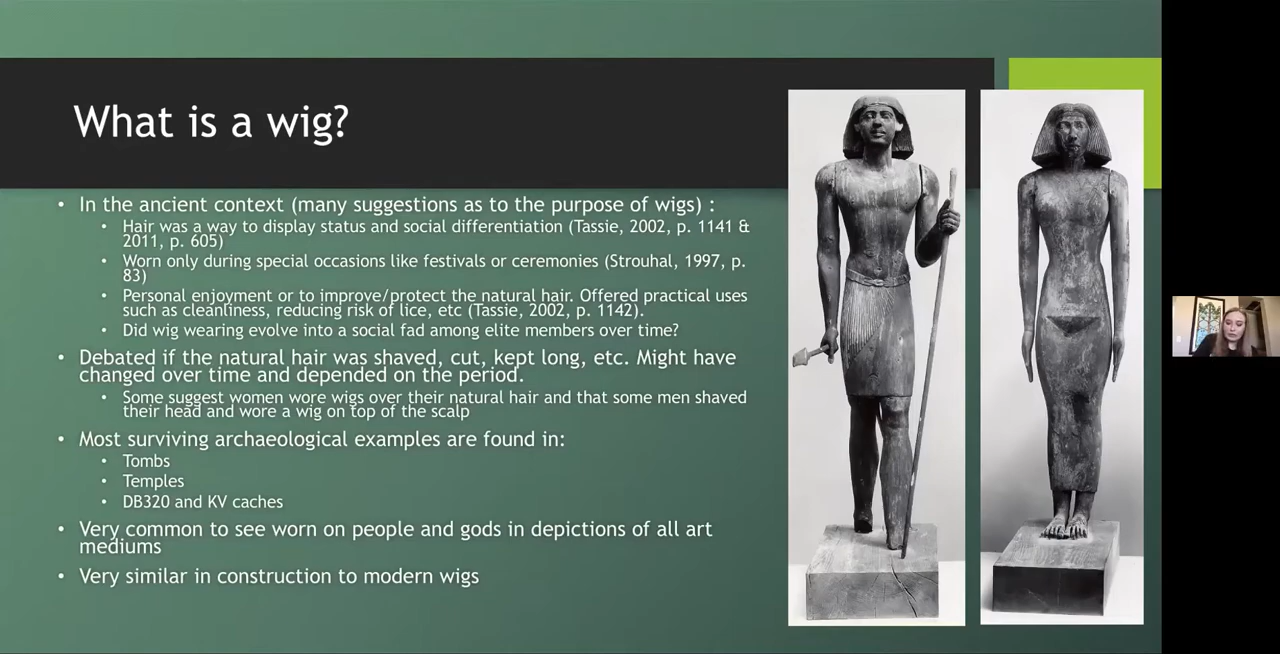 What is a wig?
• In the ancient context (many suggestions as to the purpose of wigs) :
• Hair was a way to display status and social differentiation (Tassie, 2002, p. 1141 &
2011, p. 605)
• Worn only during special occasions like festivals or ceremonies (Strouhal, 1997, p.
83)
• Personal enjoyment or to improve/protect the natural hair. Offered practical uses
such as cleanliness, reducing risk of lice, etc (Tassie, 2002, p. 1142).
• Did wig wearing evolve into a social fad among elite members over time?
• Debated if the natural hair was shaved, cut, kept long, etc. Might have
changed over time and depended on the period.
• Some suggest women wore wigs over their natural hair and that some men shaved
their head and wore a wig on top of the scalp
• Most surviving archaeological examples are found in:
• Tombs
• Temples
• DB320 and KV caches
• Very common to see worn on people and gods in depictions of all art
mediums
• Very similar in construction to modern wigs